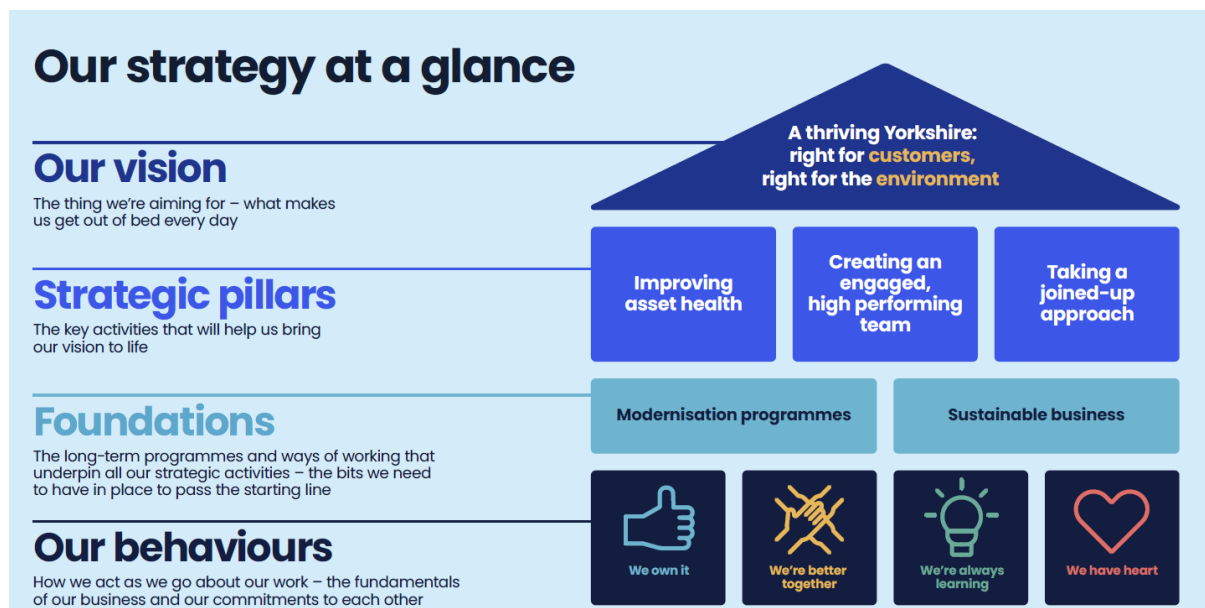 Our strategy at a glance
Our vision
The thing we're aiming for – what makes
us get out of bed every day
A thriving Yorkshire:
right for customers,
right for the environment
Strategic pillars
The key activities that will help us bring
our vision to life
Improving
asset health
Creating an
engaged,
high performing
team
Taking a
joined-up
approach
Foundations
The long-term programmes and ways of working that
underpin all our strategic activities – the bits we need
to have in place to pass the starting line
Modernisation programmes
Sustainable business
Our behaviours
How we act as we go about our work – the fundamentals
of our business and our commitments to each other
We own it
We're better
together
We're always
learning
We have heart